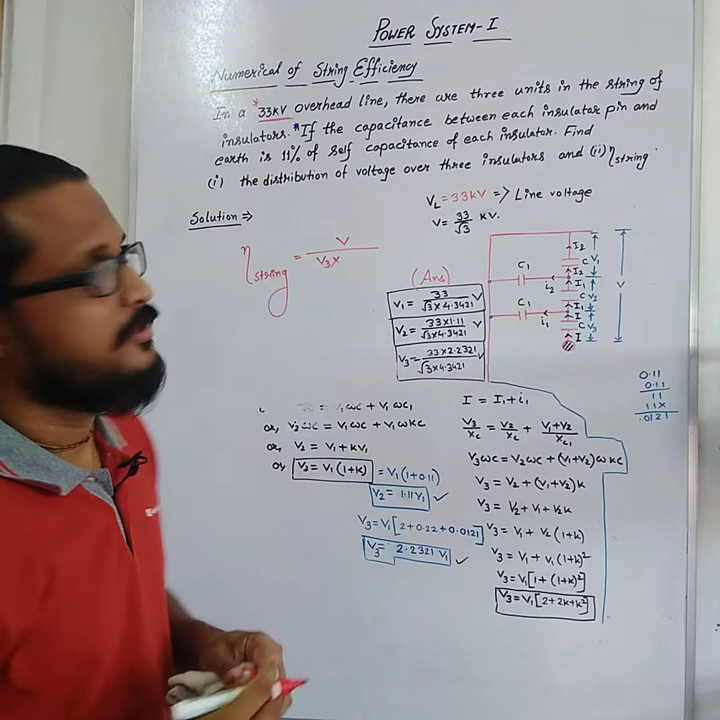 POWER SYSTEM-I
Numerical of String Efficiency
In a *33KV overhead line, there are three units in the string of
insulators. *If the capacitance between each insulator pin and
earth is 11% of self capacitance of each insulator. Find
(i) the distribution of voltage over three insulators and (ii) η string.
Solution ⇒
V_L = 33KV => Line voltage
V = 33/√3 KV.
η string = V / V₃ x
(Ans)
V₁ = 33/(√3 x 4.3421) V
V₂ = 33 x 1.11/(√3 x 4.3421) V
V₃ = 33 x 2.2321/(√3 x 4.3421) V
C₁ i₂ I₂ I₂ C V₁
I₁ C V₂ V
C₁ i₁ I₁ I C V₃
I
0.11
0.11
11
11X
.0121
= V₁ωC + V₁ωC₁
or, V₂ωC = V₁ωC + V₁ωKC
or, V₂ = V₁ + KV₁
or V₂ = V₁(1+K) = V₁(1+0.11)
V₂ = 1.11V₁ ✓
V₃ = V₁[2+0.22+0.0121]
V₃ = 2.2321 V₁ ✓
I = I₁ + i₁
V₃/X_C = V₂/X_C + (V₁+V₂)/X_C₁
V₃ωC = V₂ωC + (V₁+V₂)ωKC
V₃ = V₂ + (V₁+V₂)K
V₃ = V₂ + V₁K + V₂K
V₃ = V₁K + V₂(1+K)
V₃ = V₁K + V₁(1+K)²
V₃ = V₁[K + (1+K)²]